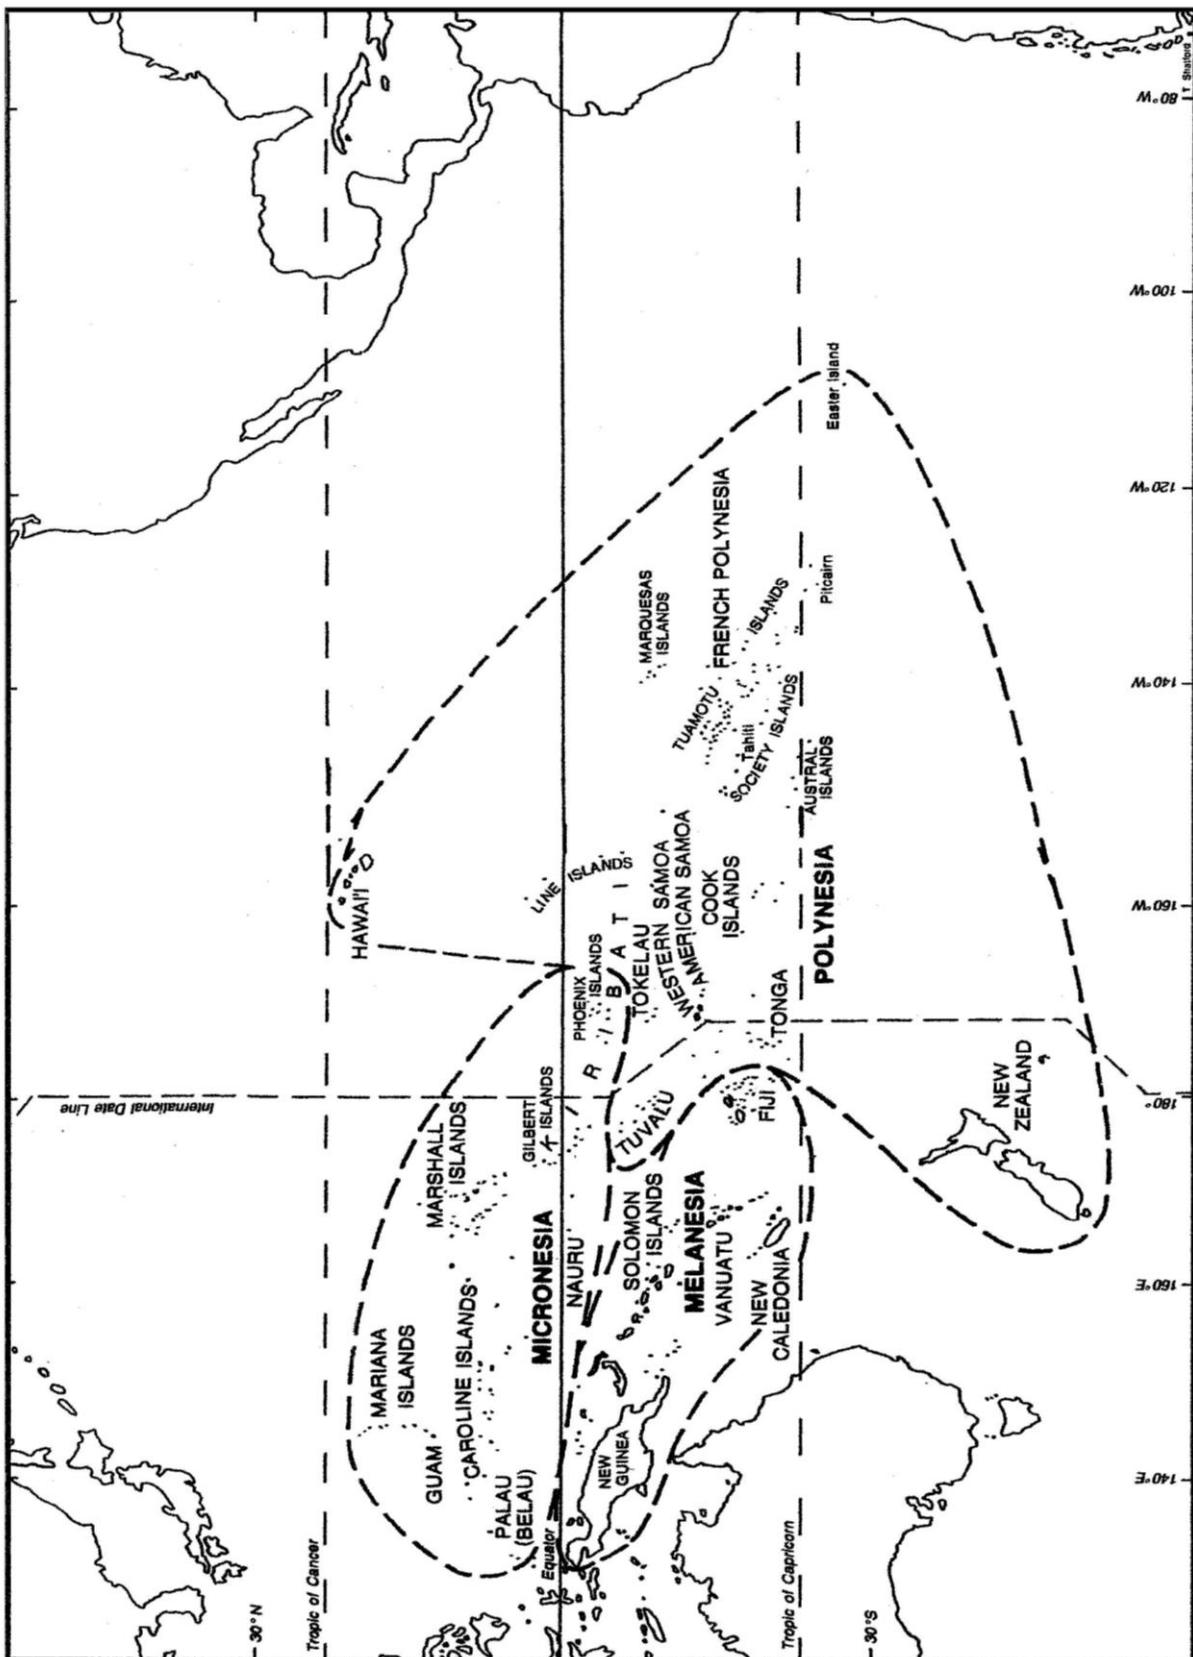 30°N
Tropic of Cancer
Equator
Tropic of Capricorn
30°S
International Date Line
HAWAI'I
MARIANA
ISLANDS
GUAM
CAROLINE ISLANDS
PALAU
(BELAU)
MARSHALL
ISLANDS
MICRONESIA
NAURU
GILBERT
ISLANDS
K I R I B A T I
PHOENIX
ISLANDS
LINE ISLANDS
NEW
GUINEA
SOLOMON
ISLANDS
MELANESIA
VANUATU
NEW
CALEDONIA
FIJI
TUVALU
TOKELAU
WESTERN SAMOA
AMERICAN SAMOA
COOK
ISLANDS
TONGA
POLYNESIA
NEW
ZEALAND
MARQUESAS
ISLANDS
FRENCH POLYNESIA
TUAMOTU ISLANDS
Tahiti
SOCIETY ISLANDS
AUSTRAL
ISLANDS
Pitcairn
Easter Island
140°E
160°E
180°
160°W
140°W
120°W
100°W
80°W
T Shatford